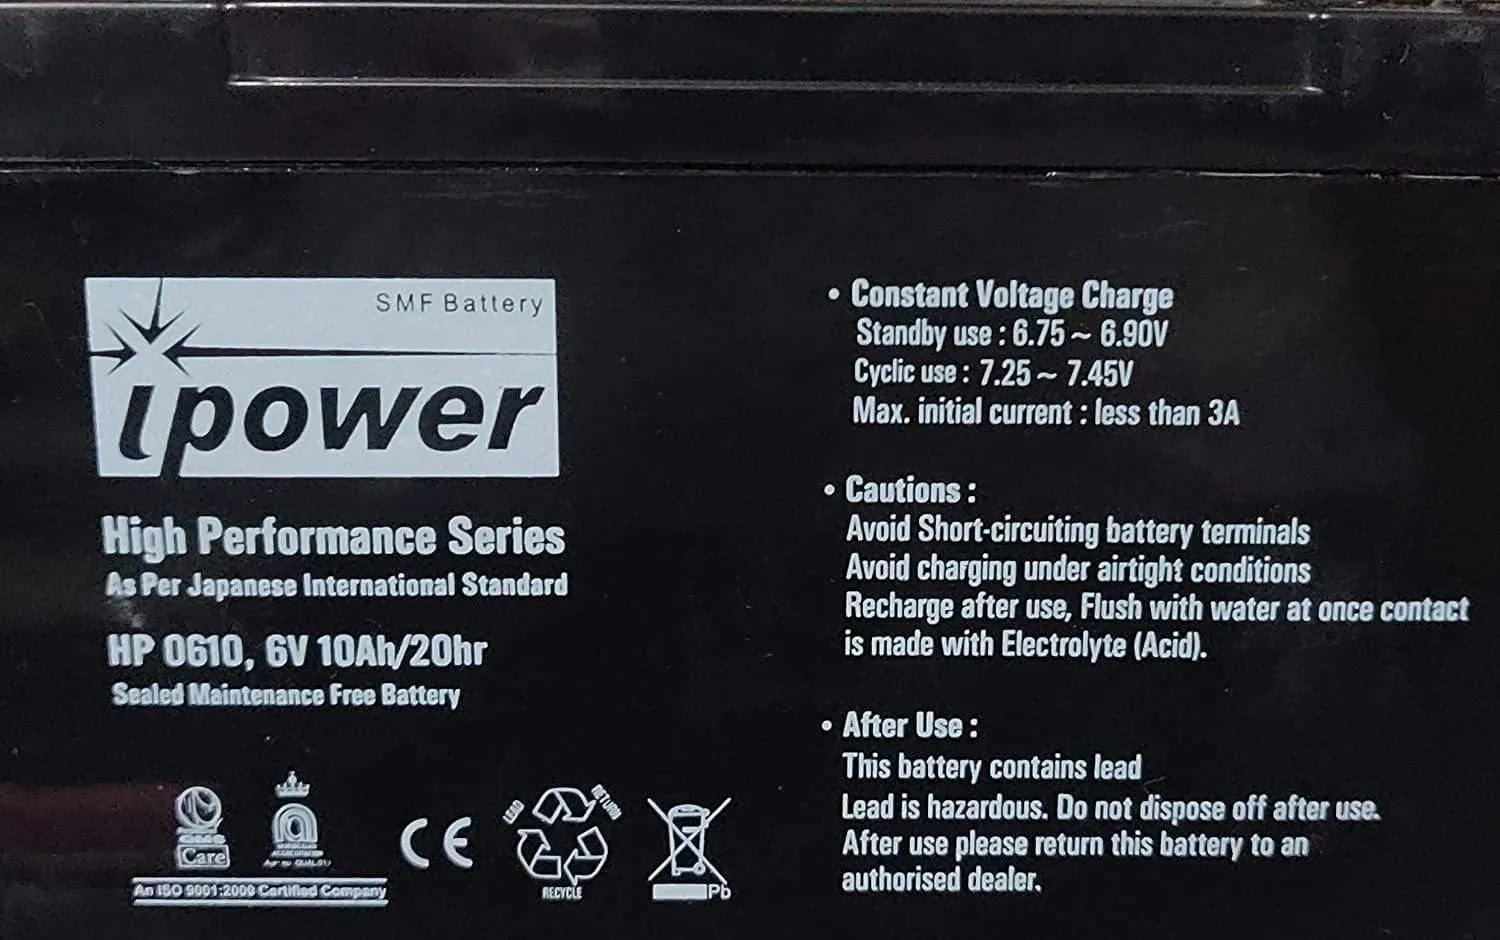 SMF Battery
ipower
High Performance Series
As Per Japanese International Standard
HP 0610, 6V 10Ah/20hr
Sealed Maintenance Free Battery
Care
An ISO 9001:2000 Certified Company
CE
LEAD
RETURN
RECYCLE
Pb
• Constant Voltage Charge
Standby use : 6.75 ~ 6.90V
Cyclic use : 7.25 ~ 7.45V
Max. initial current : less than 3A
• Cautions :
Avoid Short-circuiting battery terminals
Avoid charging under airtight conditions
Recharge after use, Flush with water at once contact
is made with Electrolyte (Acid).
• After Use :
This battery contains lead
Lead is hazardous. Do not dispose off after use.
After use please return this battery to an
authorised dealer.